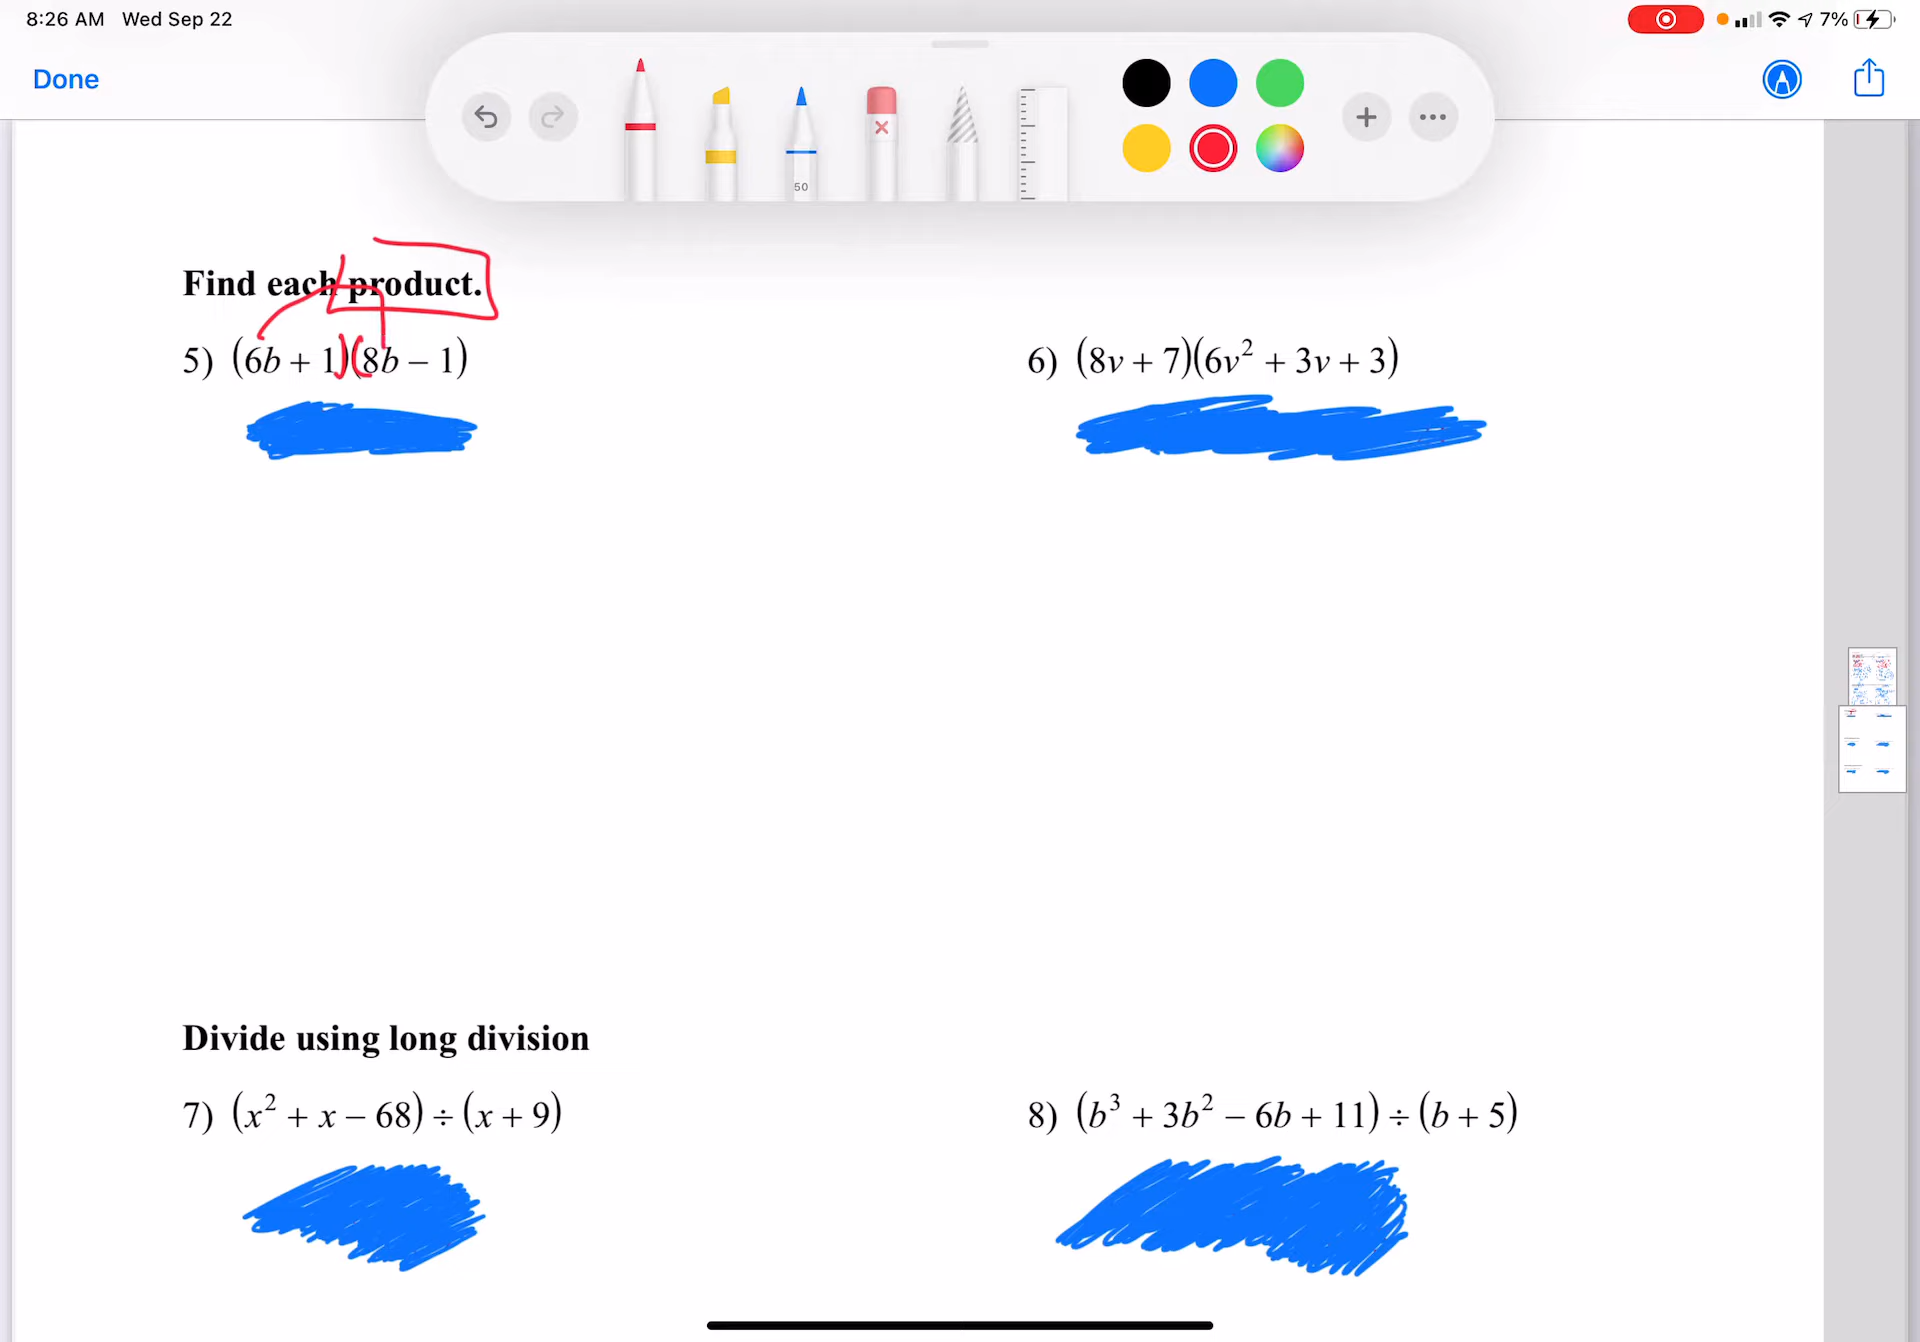 8:26 AM Wed Sep 22 7%
Done
50
Find each product.
5) (6b + 1)(8b − 1)
6) (8v + 7)(6v² + 3v + 3)
Divide using long division
7) (x² + x − 68) ÷ (x + 9)
8) (b³ + 3b² − 6b + 11) ÷ (b + 5)